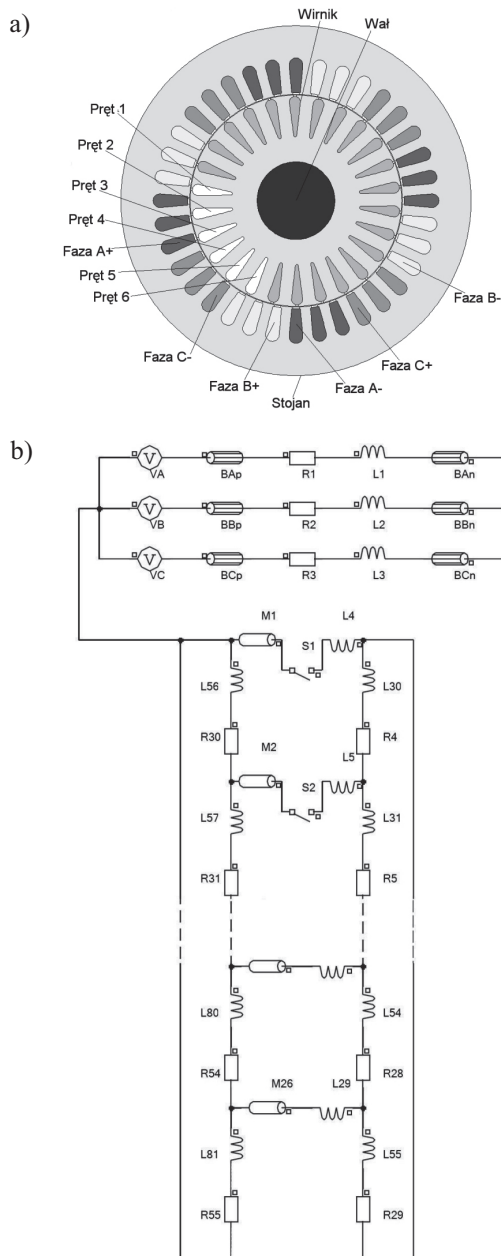 a)
Wirnik
Wał
Pręt 1
Pręt 2
Pręt 3
Pręt 4
Faza A+
Pręt 5
Pręt 6
Faza C-
Faza B+
Stojan
Faza A-
Faza C+
Faza B-
b)
V V V
VA BAp R1 L1 BAn
VB BBp R2 L2 BBn
VC BCp R3 L3 BCn
M1 S1 L4
L56 L30
R30 R4
M2 S2 L5
L57 L31
R31 R5
L80 L54
R54 M26 L29 R28
L81 L55
R55 R29